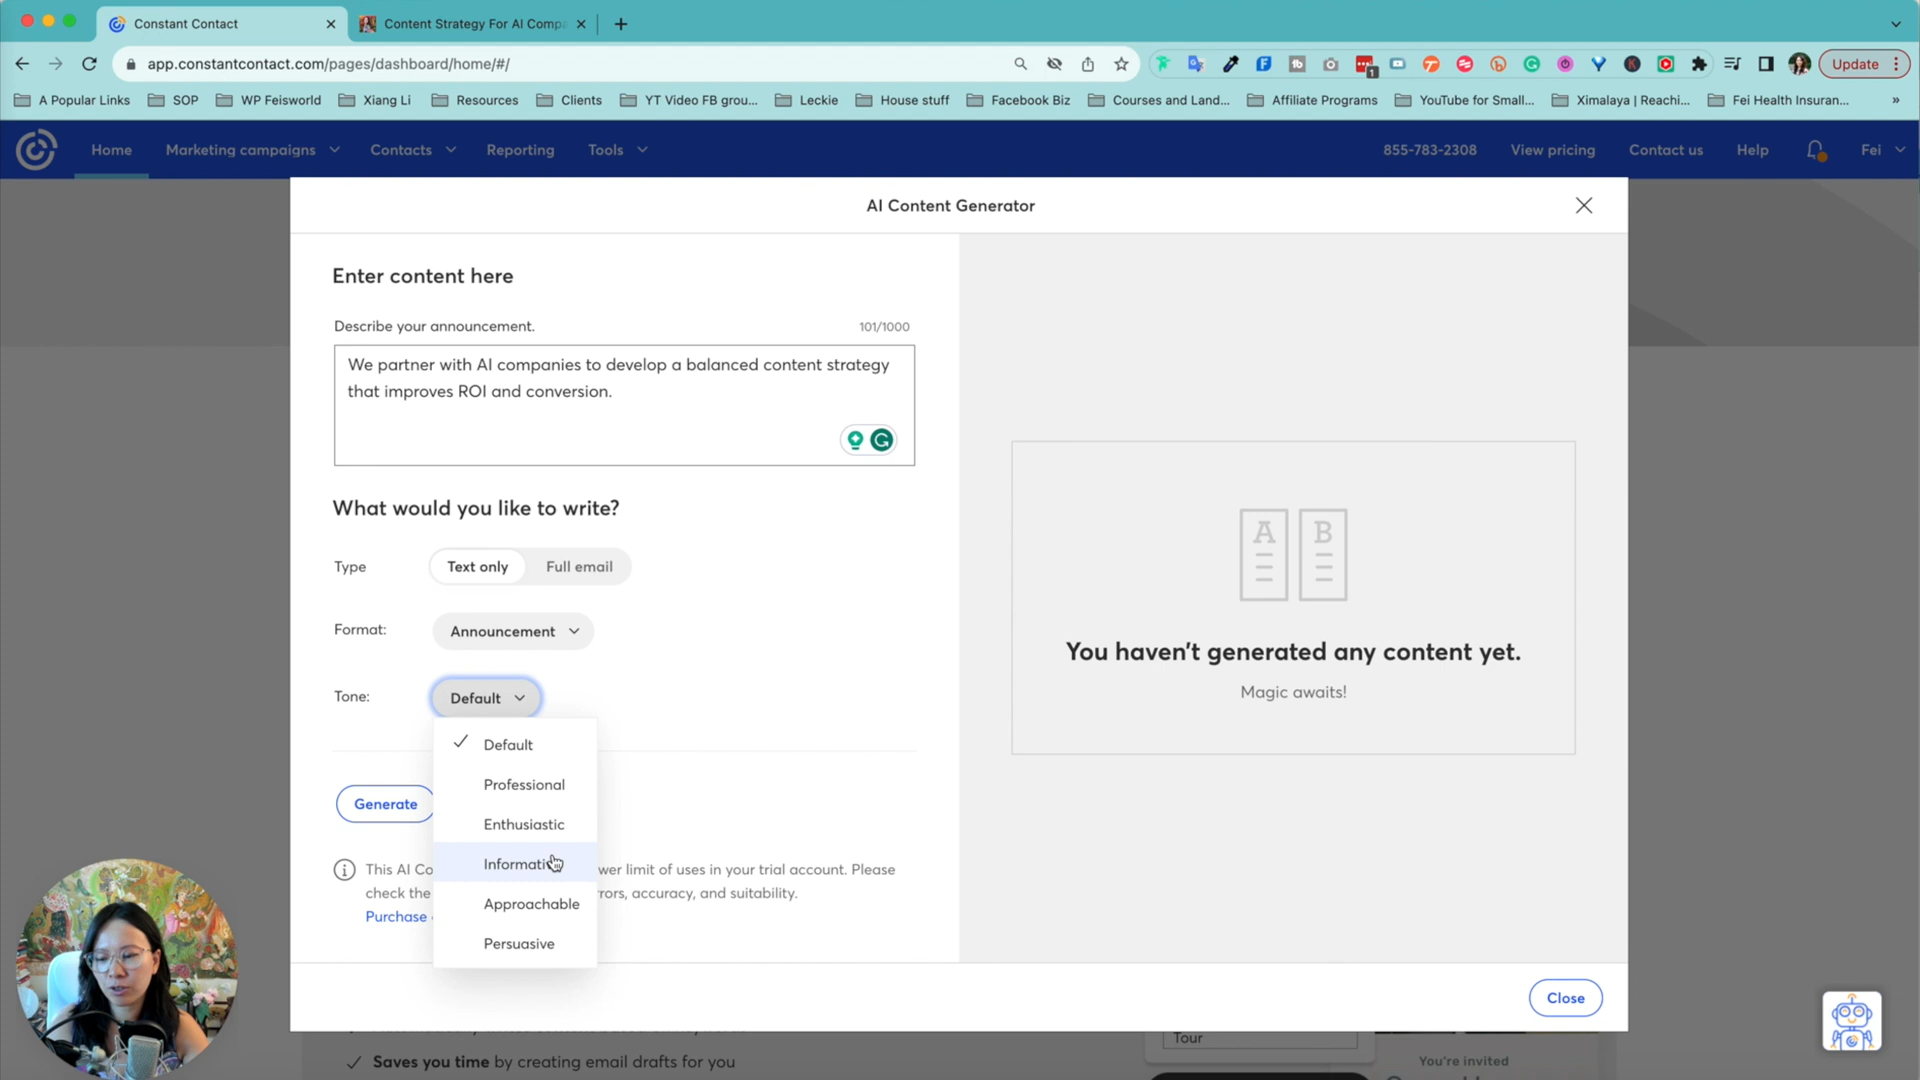 Constant Contact
Content Strategy For AI Comp
app.constantcontact.com/pages/dashboard/home/#/
Update
A Popular Links
SOP
WP Feisworld
Xiang Li
Resources
Clients
YT Video FB grou...
Leckie
House stuff
Facebook Biz
Courses and Land...
Affiliate Programs
YouTube for Small...
Ximalaya | Reachi...
Fei Health Insuran...
»
Home
Marketing campaigns
Contacts
Reporting
Tools
855-783-2308
View pricing
Contact us
Help
Fei
AI Content Generator
Enter content here
Describe your announcement.
101/1000
We partner with AI companies to develop a balanced content strategy
that improves ROI and conversion.
What would you like to write?
Type
Text only
Full email
Format:
Announcement
Tone:
Default
Default
Professional
Enthusiastic
Informati
Approachable
Persuasive
Generate
This AI Co
wer limit of uses in your trial account. Please
check the
rors, accuracy, and suitability.
Purchase
A B
You haven't generated any content yet.
Magic awaits!
Close
Saves you time by creating email drafts for you
Tour
You're invited